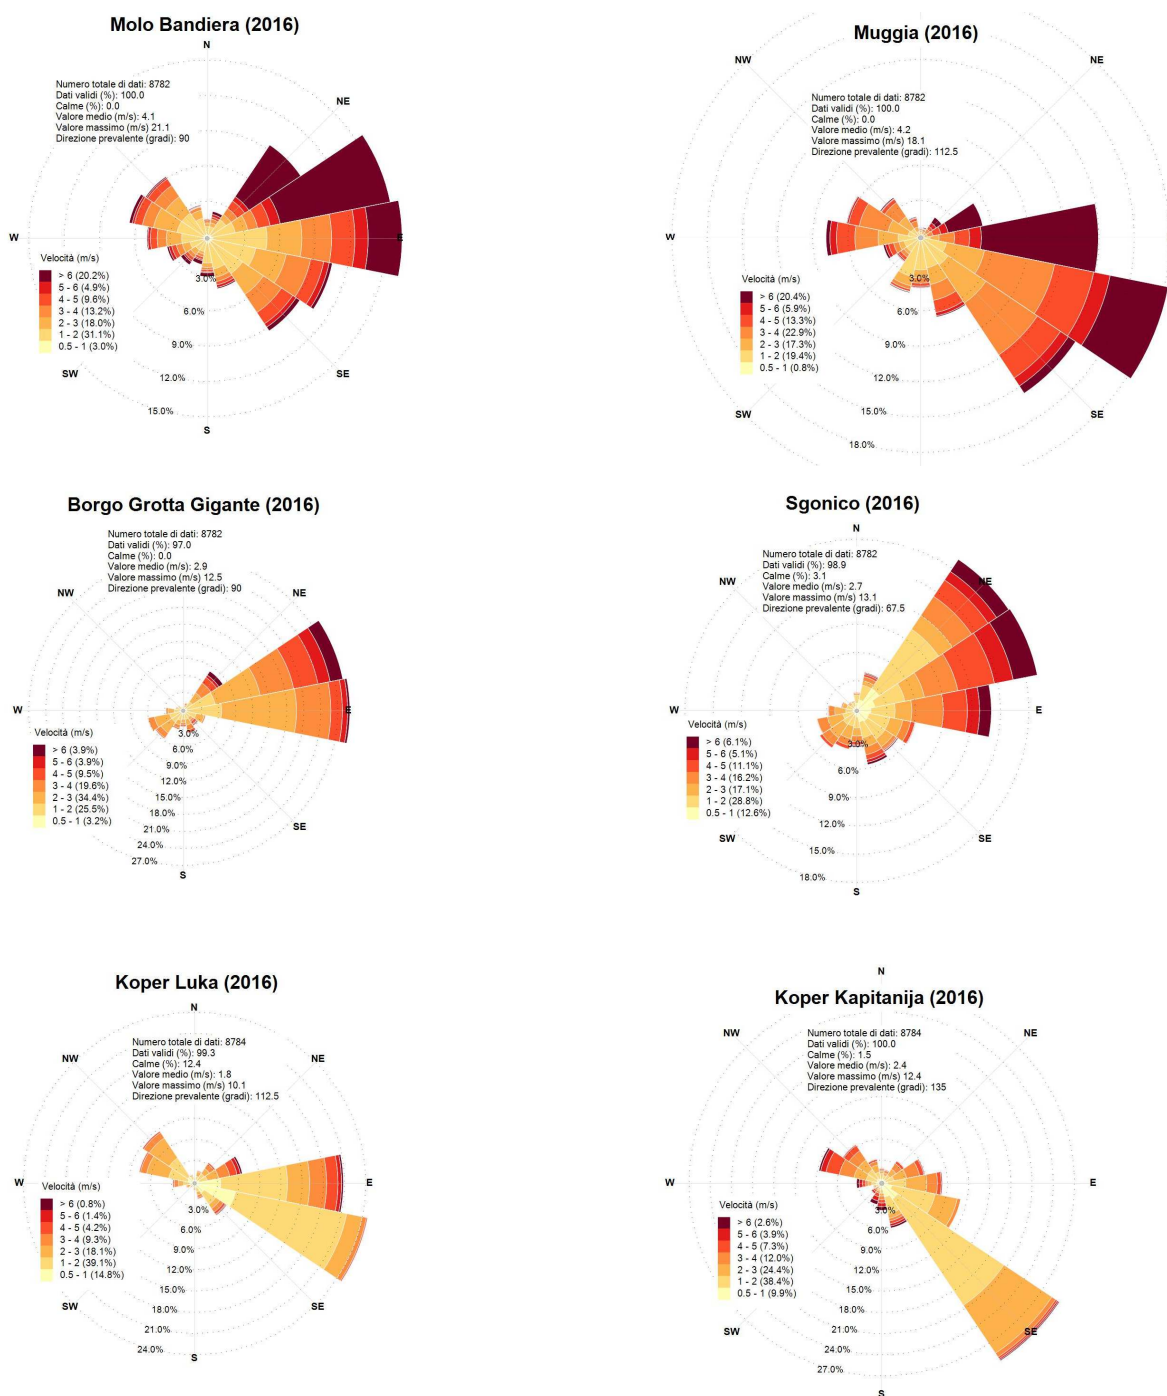 Molo Bandiera (2016)
N
NE
Numero totale di dati: 8782
Dati validi (%): 100.0
Calme (%): 0.0
Valore medio (m/s): 4.1
Valore massimo (m/s) 21.1
Direzione prevalente (gradi): 90
W
E
Velocità (m/s)
> 6 (20.2%)
5 - 6 (4.9%)
4 - 5 (9.6%)
3 - 4 (13.2%)
2 - 3 (18.0%)
1 - 2 (31.1%)
0.5 - 1 (3.0%)
3.0%
6.0%
9.0%
12.0%
15.0%
SW
SE
S
Muggia (2016)
NW
NE
Numero totale di dati: 8782
Dati validi (%): 100.0
Calme (%): 0.0
Valore medio (m/s): 4.2
Valore massimo (m/s) 18.1
Direzione prevalente (gradi): 112.5
W
Velocità (m/s)
> 6 (20.4%)
5 - 6 (5.9%)
4 - 5 (13.3%)
3 - 4 (22.9%)
2 - 3 (17.3%)
1 - 2 (19.4%)
0.5 - 1 (0.8%)
3.0%
6.0%
9.0%
12.0%
15.0%
18.0%
SW
SE
Borgo Grotta Gigante (2016)
Numero totale di dati: 8782
Dati validi (%): 97.0
Calme (%): 0.0
Valore medio (m/s): 2.9
Valore massimo (m/s) 12.5
Direzione prevalente (gradi): 90
NW
NE
W
E
Velocità (m/s)
> 6 (3.9%)
5 - 6 (3.9%)
4 - 5 (9.5%)
3 - 4 (19.6%)
2 - 3 (34.4%)
1 - 2 (25.5%)
0.5 - 1 (3.2%)
3.0%
6.0%
9.0%
12.0%
15.0%
18.0%
21.0%
24.0%
27.0%
SE
S
Sgonico (2016)
N
Numero totale di dati: 8782
Dati validi (%): 98.9
Calme (%): 3.1
Valore medio (m/s): 2.7
Valore massimo (m/s) 13.1
Direzione prevalente (gradi): 67.5
NE
W
E
Velocità (m/s)
> 6 (6.1%)
5 - 6 (5.1%)
4 - 5 (11.1%)
3 - 4 (16.2%)
2 - 3 (17.1%)
1 - 2 (28.8%)
0.5 - 1 (12.6%)
3.0%
6.0%
9.0%
12.0%
15.0%
18.0%
SW
SE
S
Koper Luka (2016)
N
NW
NE
Numero totale di dati: 8784
Dati validi (%): 99.3
Calme (%): 12.4
Valore medio (m/s): 1.8
Valore massimo (m/s) 10.1
Direzione prevalente (gradi): 112.5
W
E
Velocità (m/s)
> 6 (0.8%)
5 - 6 (1.4%)
4 - 5 (4.2%)
3 - 4 (9.3%)
2 - 3 (18.1%)
1 - 2 (39.1%)
0.5 - 1 (14.8%)
3.0%
6.0%
9.0%
12.0%
15.0%
18.0%
21.0%
24.0%
SW
SE
S
N
Koper Kapitanija (2016)
NW
NE
Numero totale di dati: 8784
Dati validi (%): 100.0
Calme (%): 1.5
Valore medio (m/s): 2.4
Valore massimo (m/s) 12.4
Direzione prevalente (gradi): 135
W
E
Velocità (m/s)
> 6 (2.6%)
5 - 6 (3.9%)
4 - 5 (7.3%)
3 - 4 (12.0%)
2 - 3 (24.4%)
1 - 2 (38.4%)
0.5 - 1 (9.9%)
3.0%
6.0%
9.0%
12.0%
15.0%
18.0%
21.0%
24.0%
27.0%
SW
SE
S